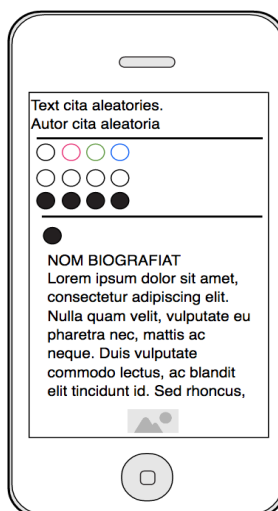 Text cita aleatories.
Autor cita aleatoria
NOM BIOGRAFIAT
Lorem ipsum dolor sit amet,
consectetur adipiscing elit.
Nulla quam velit, vulputate eu
pharetra nec, mattis ac
neque. Duis vulputate
commodo lectus, ac blandit
elit tincidunt id. Sed rhoncus,